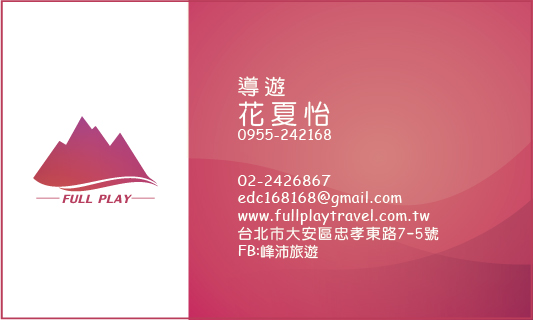 FULL PLAY
導遊
花夏怡
0955-242168
02-2426867
edc168168@gmail.com
www.fullplaytravel.com.tw
台北市大安區忠孝東路7-5號
FB:峰沛旅遊